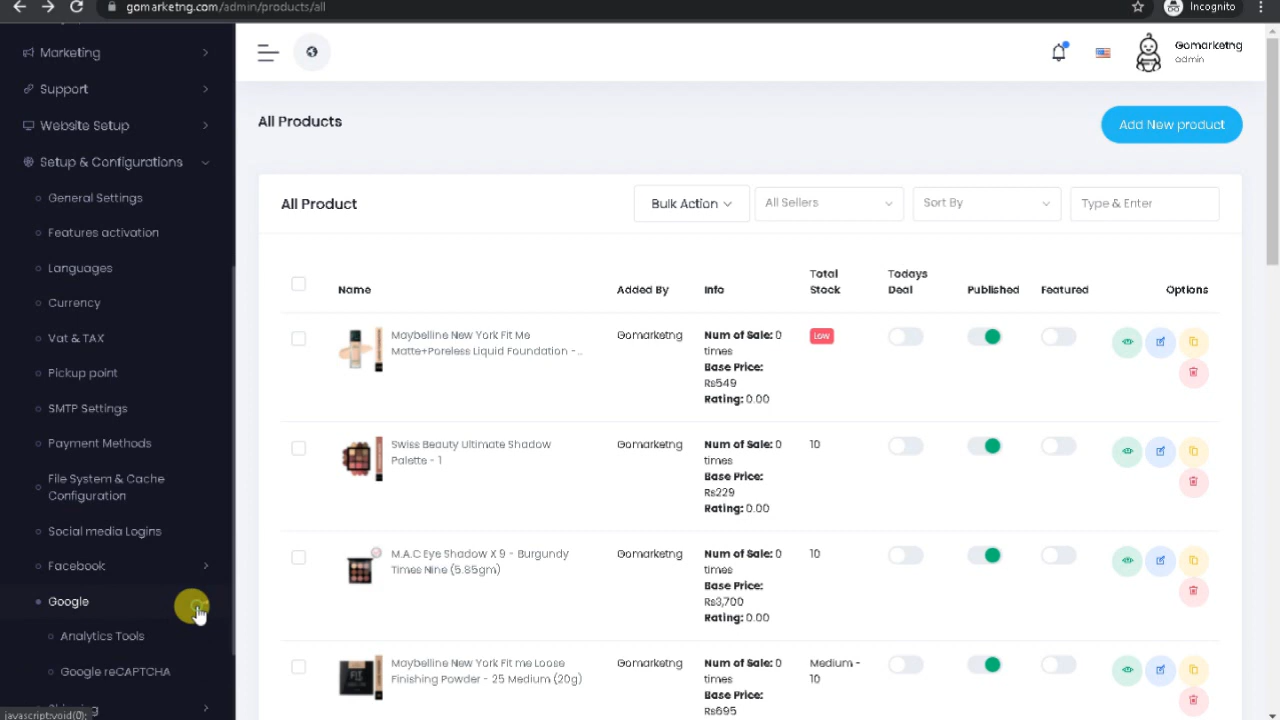 gomarketng.com/admin/products/all
Incognito
Marketing
Support
Website Setup
Setup & Configurations
General Settings
Features activation
Languages
Currency
Vat & TAX
Pickup point
SMTP Settings
Payment Methods
File System & Cache
Configuration
Social media Logins
Facebook
Google
Analytics Tools
Google reCAPTCHA
Shipping
javascript:void(0);
Gomarketng
admin
All Products
Add New product
All Product
Bulk Action
All Sellers
Sort By
Type & Enter
Name
Added By
Info
Total
Stock
Todays
Deal
Published
Featured
Options
Maybelline New York Fit Me
Matte+Poreless Liquid Foundation -...
Gomarketng
Num of Sale: 0
times
Base Price:
Rs549
Rating: 0.00
Low
Swiss Beauty Ultimate Shadow
Palette - 1
Gomarketng
Num of Sale: 0
times
Base Price:
Rs229
Rating: 0.00
10
M.A.C Eye Shadow X 9 - Burgundy
Times Nine (5.85gm)
Gomarketng
Num of Sale: 0
times
Base Price:
Rs3,700
Rating: 0.00
10
FIT
Maybelline New York Fit me Loose
Finishing Powder - 25 Medium (20g)
Gomarketng
Num of Sale: 0
times
Base Price:
Rs695
Medium -
10